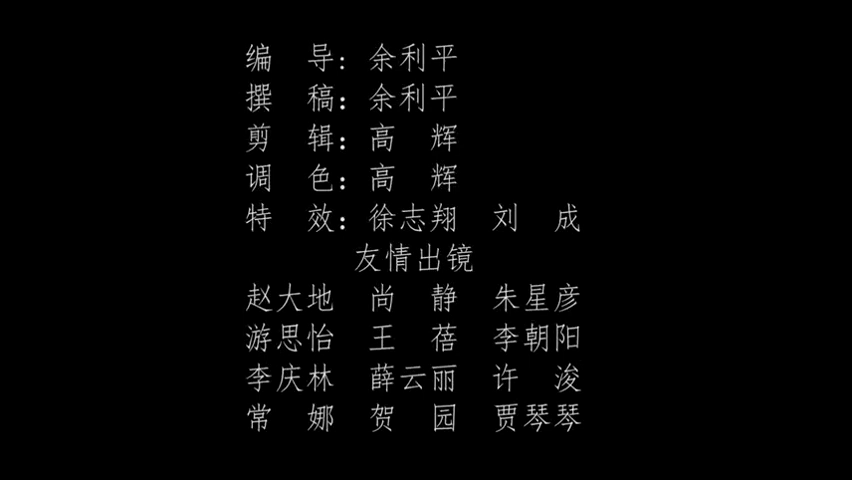 编　导：余利平
撰　稿：余利平
剪　辑：高　辉
调　色：高　辉
特　效：徐志翔　刘　成
友情出镜
赵大地　尚　静　朱星彦
游思怡　王　蓓　李朝阳
李庆林　薛云丽　许　浚
常　娜　贺　园　贾琴琴